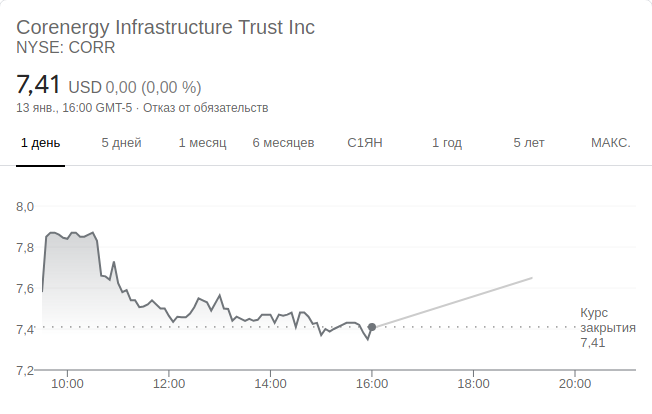 Corenergy Infrastructure Trust Inc
NYSE: CORR
7,41 USD 0,00 (0,00 %)
13 янв., 16:00 GMT-5 · Отказ от обязательств
1 день 5 дней 1 месяц 6 месяцев С1ЯН 1 год 5 лет МАКС.
8,0
7,8
7,6
7,4
7,2
Курс
закрытия
7,41
10:00 12:00 14:00 16:00 18:00 20:00